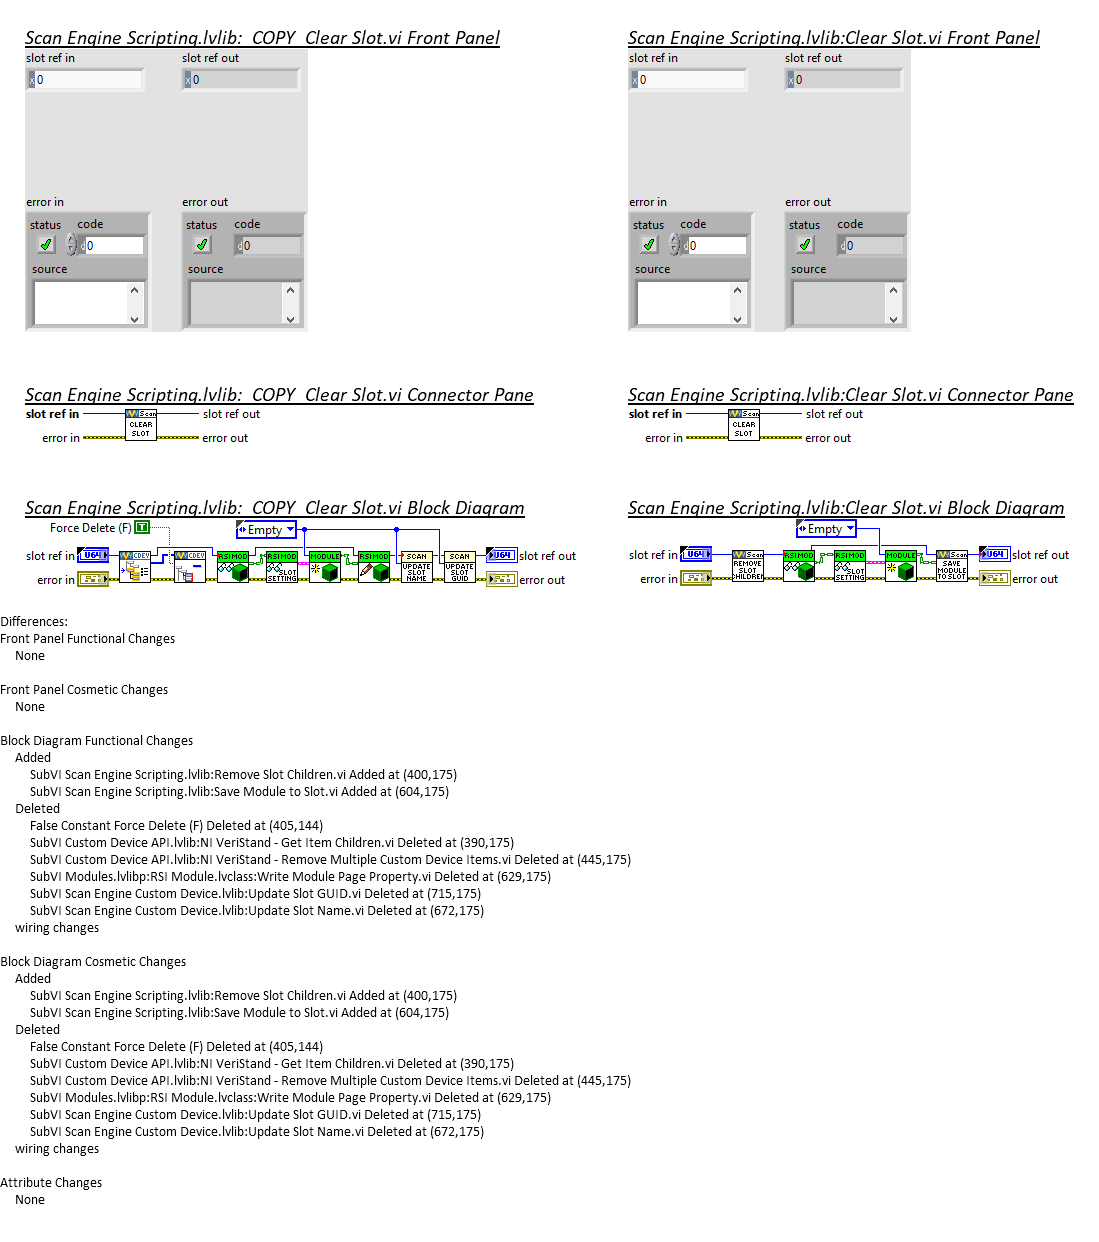 Scan Engine Scripting.lvlib:_COPY_Clear Slot.vi Front Panel
slot ref in
slot ref out
x 0
x 0
error in
error out
status
code
status
code
d 0
d 0
source
source
Scan Engine Scripting.lvlib:Clear Slot.vi Front Panel
slot ref in
slot ref out
x 0
x 0
error in
error out
status
code
status
code
d 0
d 0
source
source
Scan Engine Scripting.lvlib:_COPY_Clear Slot.vi Connector Pane
slot ref in
Scan
CLEAR
SLOT
slot ref out
error in
error out
Scan Engine Scripting.lvlib:Clear Slot.vi Connector Pane
slot ref in
Scan
CLEAR
SLOT
slot ref out
error in
error out
Scan Engine Scripting.lvlib:_COPY_Clear Slot.vi Block Diagram
Force Delete (F)
T
Empty
slot ref in
U64
CDEV
CDEV
RSIMOD
RSIMOD
SLOT
SETTING
MODULE
RSIMOD
SCAN
UPDATE
SLOT
NAME
SCAN
UPDATE
SLOT
GUID
U64
slot ref out
error in
error out
Scan Engine Scripting.lvlib:Clear Slot.vi Block Diagram
Empty
slot ref in
U64
Scan
REMOVE
SLOT
CHILDREN
RSIMOD
RSIMOD
SLOT
SETTING
MODULE
Scan
SAVE
MODULE
TO SLOT
U64
slot ref out
error in
error out
Differences:
Front Panel Functional Changes
None
Front Panel Cosmetic Changes
None
Block Diagram Functional Changes
Added
SubVI Scan Engine Scripting.lvlib:Remove Slot Children.vi Added at (400,175)
SubVI Scan Engine Scripting.lvlib:Save Module to Slot.vi Added at (604,175)
Deleted
False Constant Force Delete (F) Deleted at (405,144)
SubVI Custom Device API.lvlib:NI VeriStand - Get Item Children.vi Deleted at (390,175)
SubVI Custom Device API.lvlib:NI VeriStand - Remove Multiple Custom Device Items.vi Deleted at (445,175)
SubVI Modules.lvlibp:RSI Module.lvclass:Write Module Page Property.vi Deleted at (629,175)
SubVI Scan Engine Custom Device.lvlib:Update Slot GUID.vi Deleted at (715,175)
SubVI Scan Engine Custom Device.lvlib:Update Slot Name.vi Deleted at (672,175)
wiring changes
Block Diagram Cosmetic Changes
Added
SubVI Scan Engine Scripting.lvlib:Remove Slot Children.vi Added at (400,175)
SubVI Scan Engine Scripting.lvlib:Save Module to Slot.vi Added at (604,175)
Deleted
False Constant Force Delete (F) Deleted at (405,144)
SubVI Custom Device API.lvlib:NI VeriStand - Get Item Children.vi Deleted at (390,175)
SubVI Custom Device API.lvlib:NI VeriStand - Remove Multiple Custom Device Items.vi Deleted at (445,175)
SubVI Modules.lvlibp:RSI Module.lvclass:Write Module Page Property.vi Deleted at (629,175)
SubVI Scan Engine Custom Device.lvlib:Update Slot GUID.vi Deleted at (715,175)
SubVI Scan Engine Custom Device.lvlib:Update Slot Name.vi Deleted at (672,175)
wiring changes
Attribute Changes
None